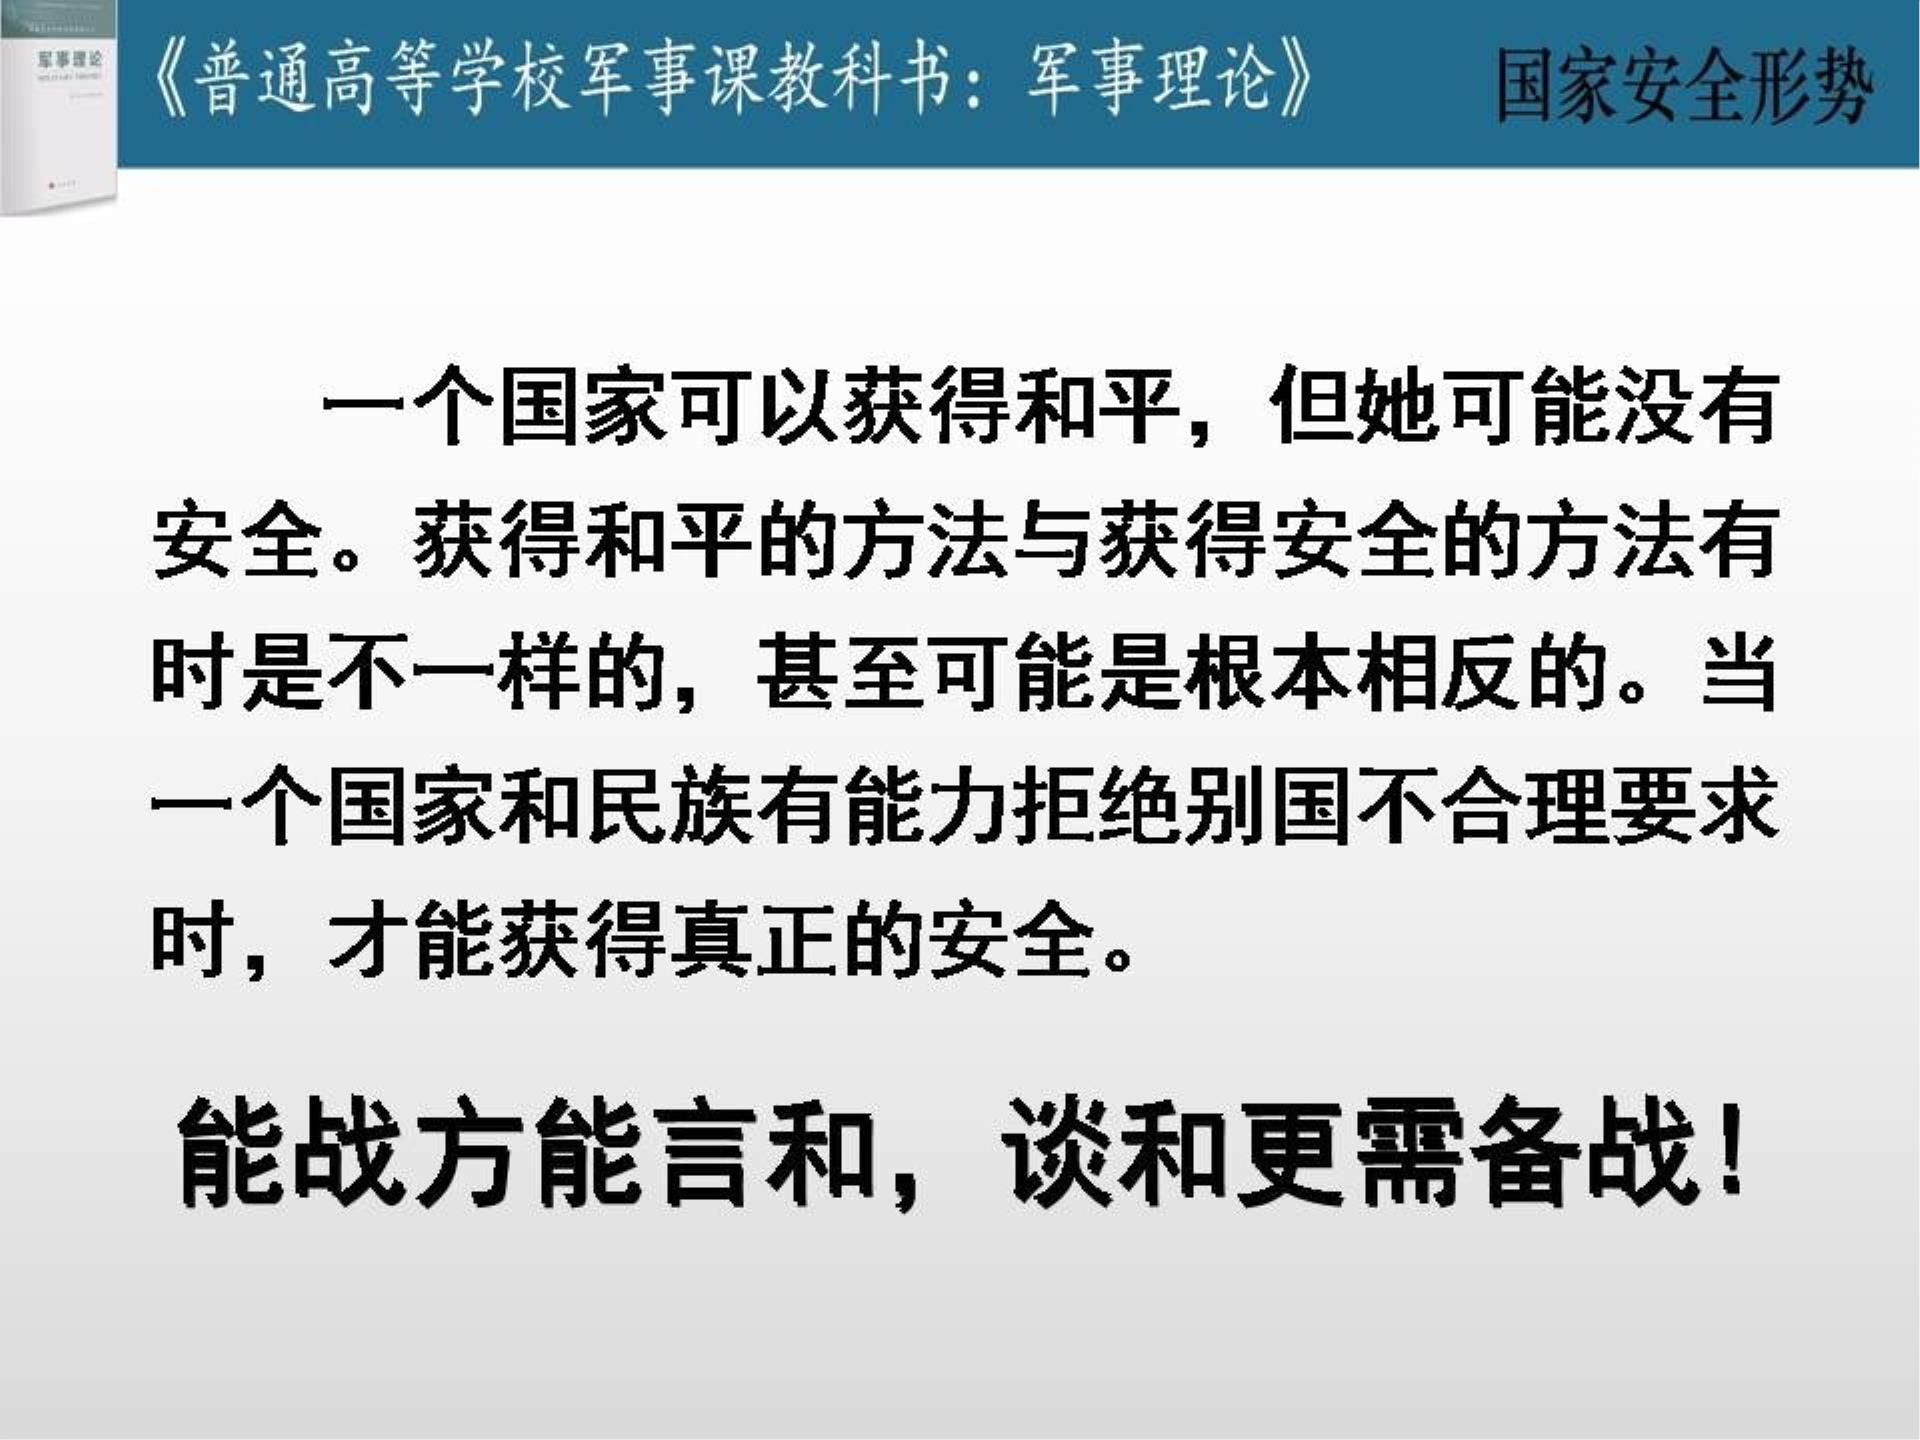 军事理论
《普通高等学校军事课教科书：军事理论》
国家安全形势
一个国家可以获得和平，但她可能没有
安全。获得和平的方法与获得安全的方法有
时是不一样的，甚至可能是根本相反的。当
一个国家和民族有能力拒绝别国不合理要求
时，才能获得真正的安全。
能战方能言和，谈和更需备战！